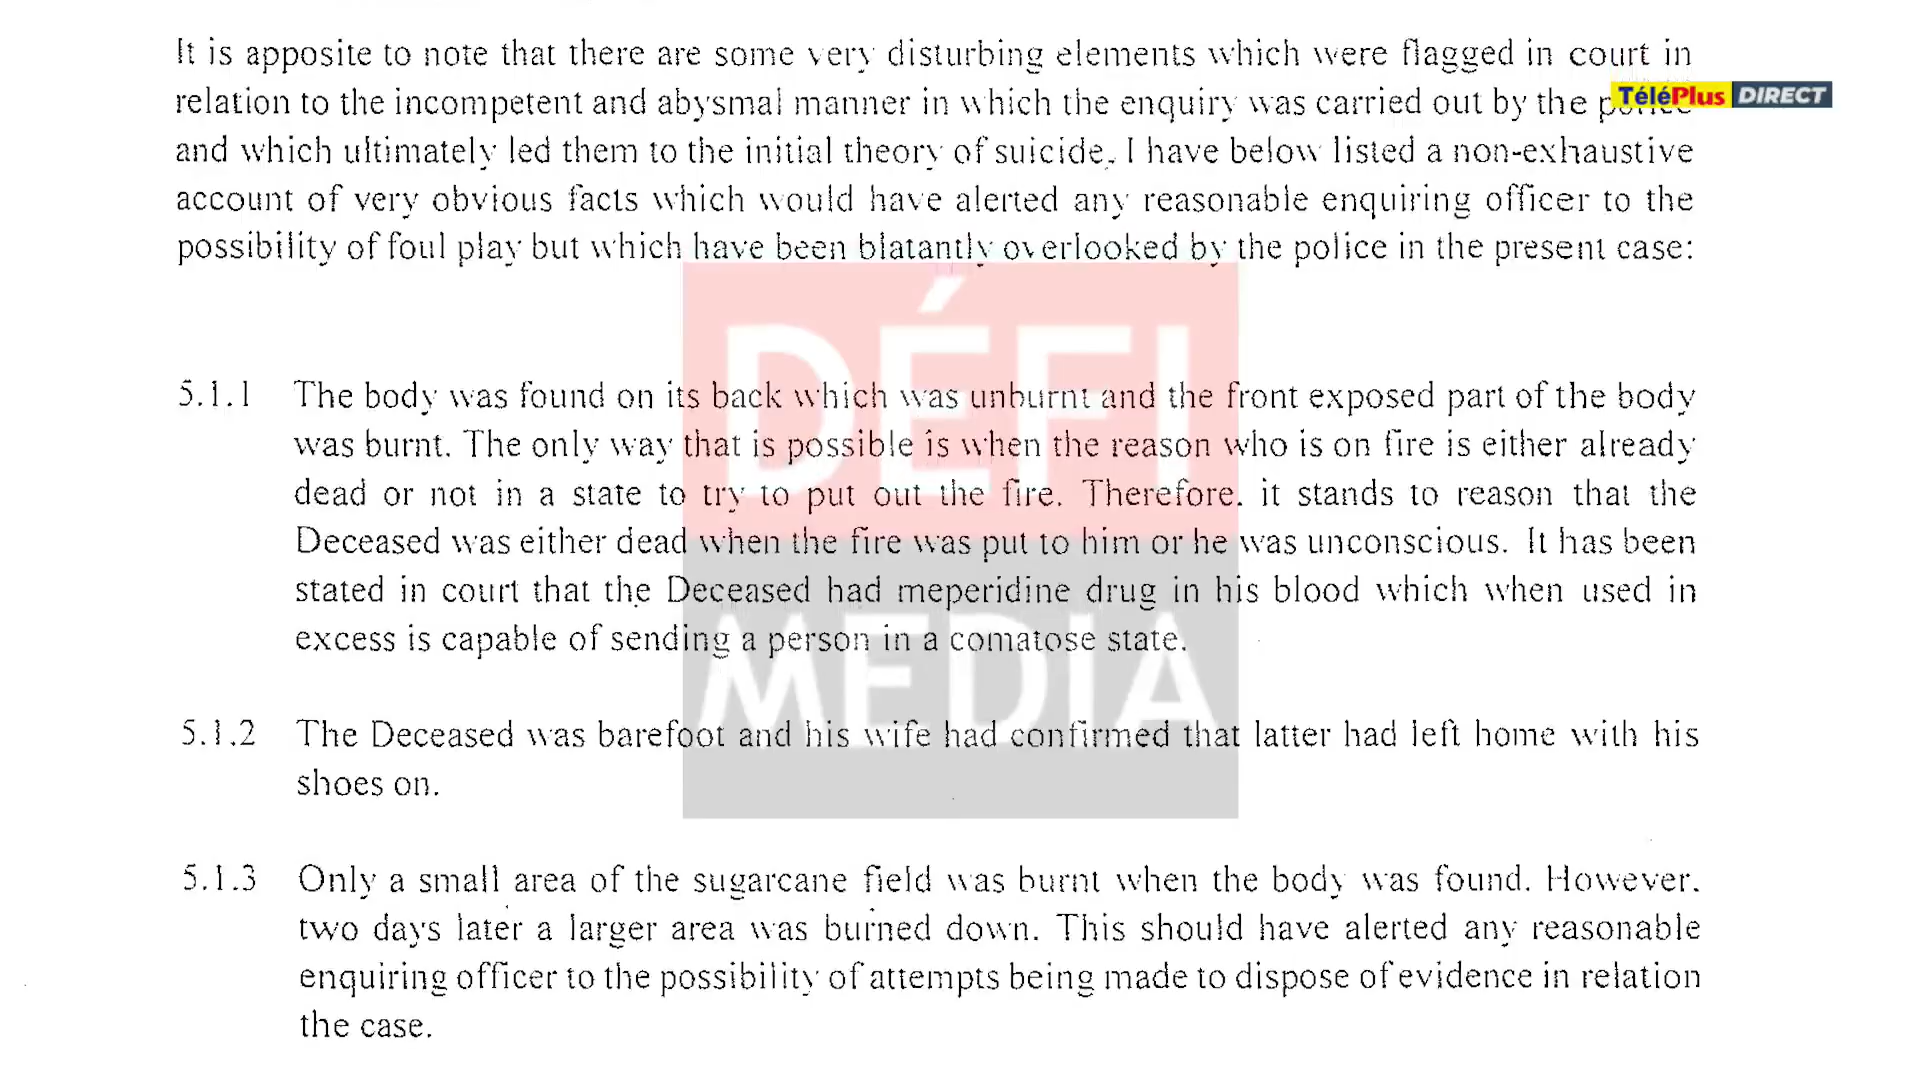 It is apposite to note that there are some very disturbing elements which were flagged in court in
relation to the incompetent and abysmal manner in which the enquiry was carried out by the police
TéléPlus DIRECT
and which ultimately led them to the initial theory of suicide. I have below listed a non-exhaustive
account of very obvious facts which would have alerted any reasonable enquiring officer to the
possibility of foul play but which have been blatantly overlooked by the police in the present case:
DÉFI
MEDIA
5.1.1 The body was found on its back which was unburnt and the front exposed part of the body
was burnt. The only way that is possible is when the reason who is on fire is either already
dead or not in a state to try to put out the fire. Therefore, it stands to reason that the
Deceased was either dead when the fire was put to him or he was unconscious. It has been
stated in court that the Deceased had meperidine drug in his blood which when used in
excess is capable of sending a person in a comatose state.
5.1.2 The Deceased was barefoot and his wife had confirmed that latter had left home with his
shoes on.
5.1.3 Only a small area of the sugarcane field was burnt when the body was found. However,
two days later a larger area was burned down. This should have alerted any reasonable
enquiring officer to the possibility of attempts being made to dispose of evidence in relation
the case.